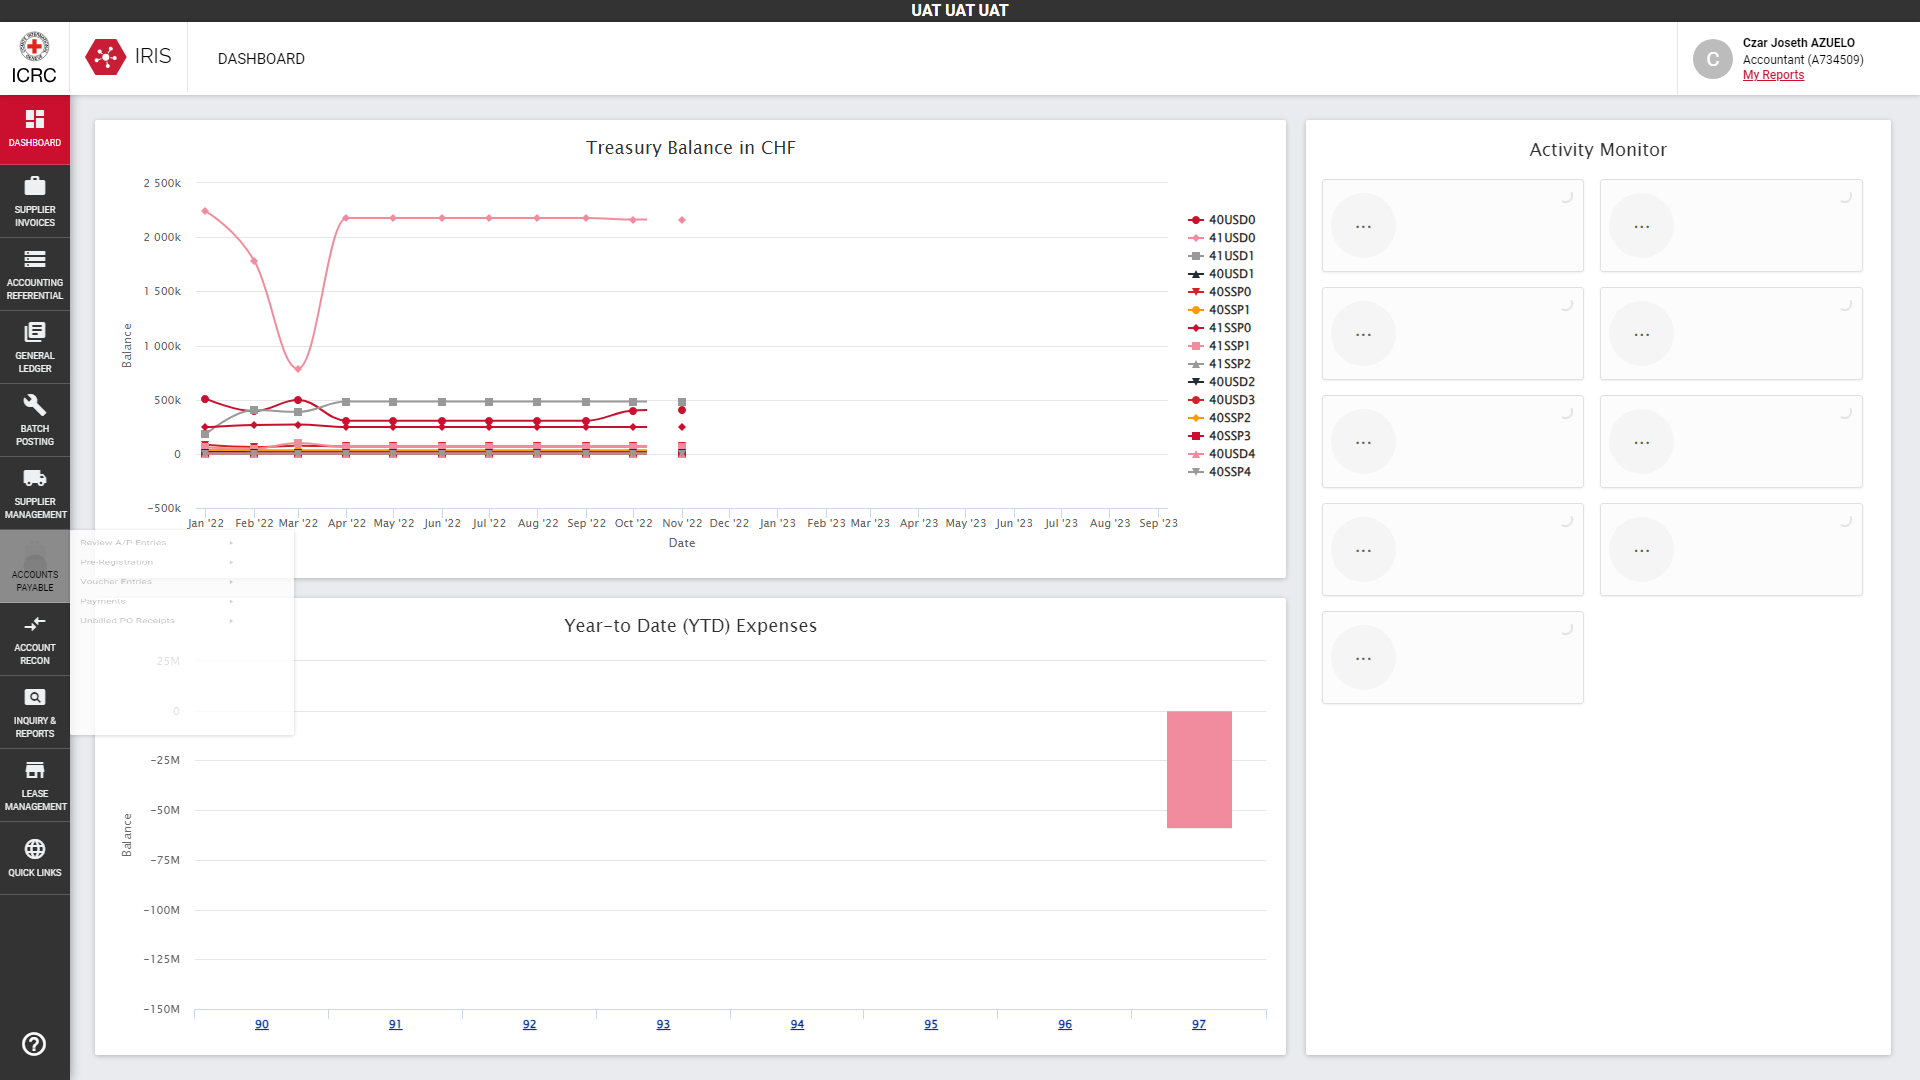 UAT UAT UAT
ICRC
IRIS
DASHBOARD
C
Czar Joseth AZUELO
Accountant (A734509)
My Reports
DASHBOARD
SUPPLIER
INVOICES
ACCOUNTING
REFERENTIAL
GENERAL
LEDGER
BATCH
POSTING
SUPPLIER
MANAGEMENT
ACCOUNTS
PAYABLE
ACCOUNT
RECON
INQUIRY &
REPORTS
LEASE
MANAGEMENT
QUICK LINKS
Review A/P Entries
Pre-Registration
Voucher Entries
Payments
Unbilled PO Receipts
Treasury Balance in CHF
2 500k
2 000k
1 500k
1 000k
500k
0
−500k
Balance
Jan '22 Feb '22 Mar '22 Apr '22 May '22 Jun '22 Jul '22 Aug '22 Sep '22 Oct '22 Nov '22 Dec '22 Jan '23 Feb '23 Mar '23 Apr '23 May '23 Jun '23 Jul '23 Aug '23 Sep '23
Date
40USD0
41USD0
41USD1
40USD1
40SSP0
40SSP1
41SSP0
41SSP1
41SSP2
40USD2
40USD3
40SSP2
40SSP3
40USD4
40SSP4
Year-to Date (YTD) Expenses
25M
0
−25M
−50M
−75M
−100M
−125M
−150M
Balance
90 91 92 93 94 95 96 97
Activity Monitor
... ...
... ...
... ...
... ...
...